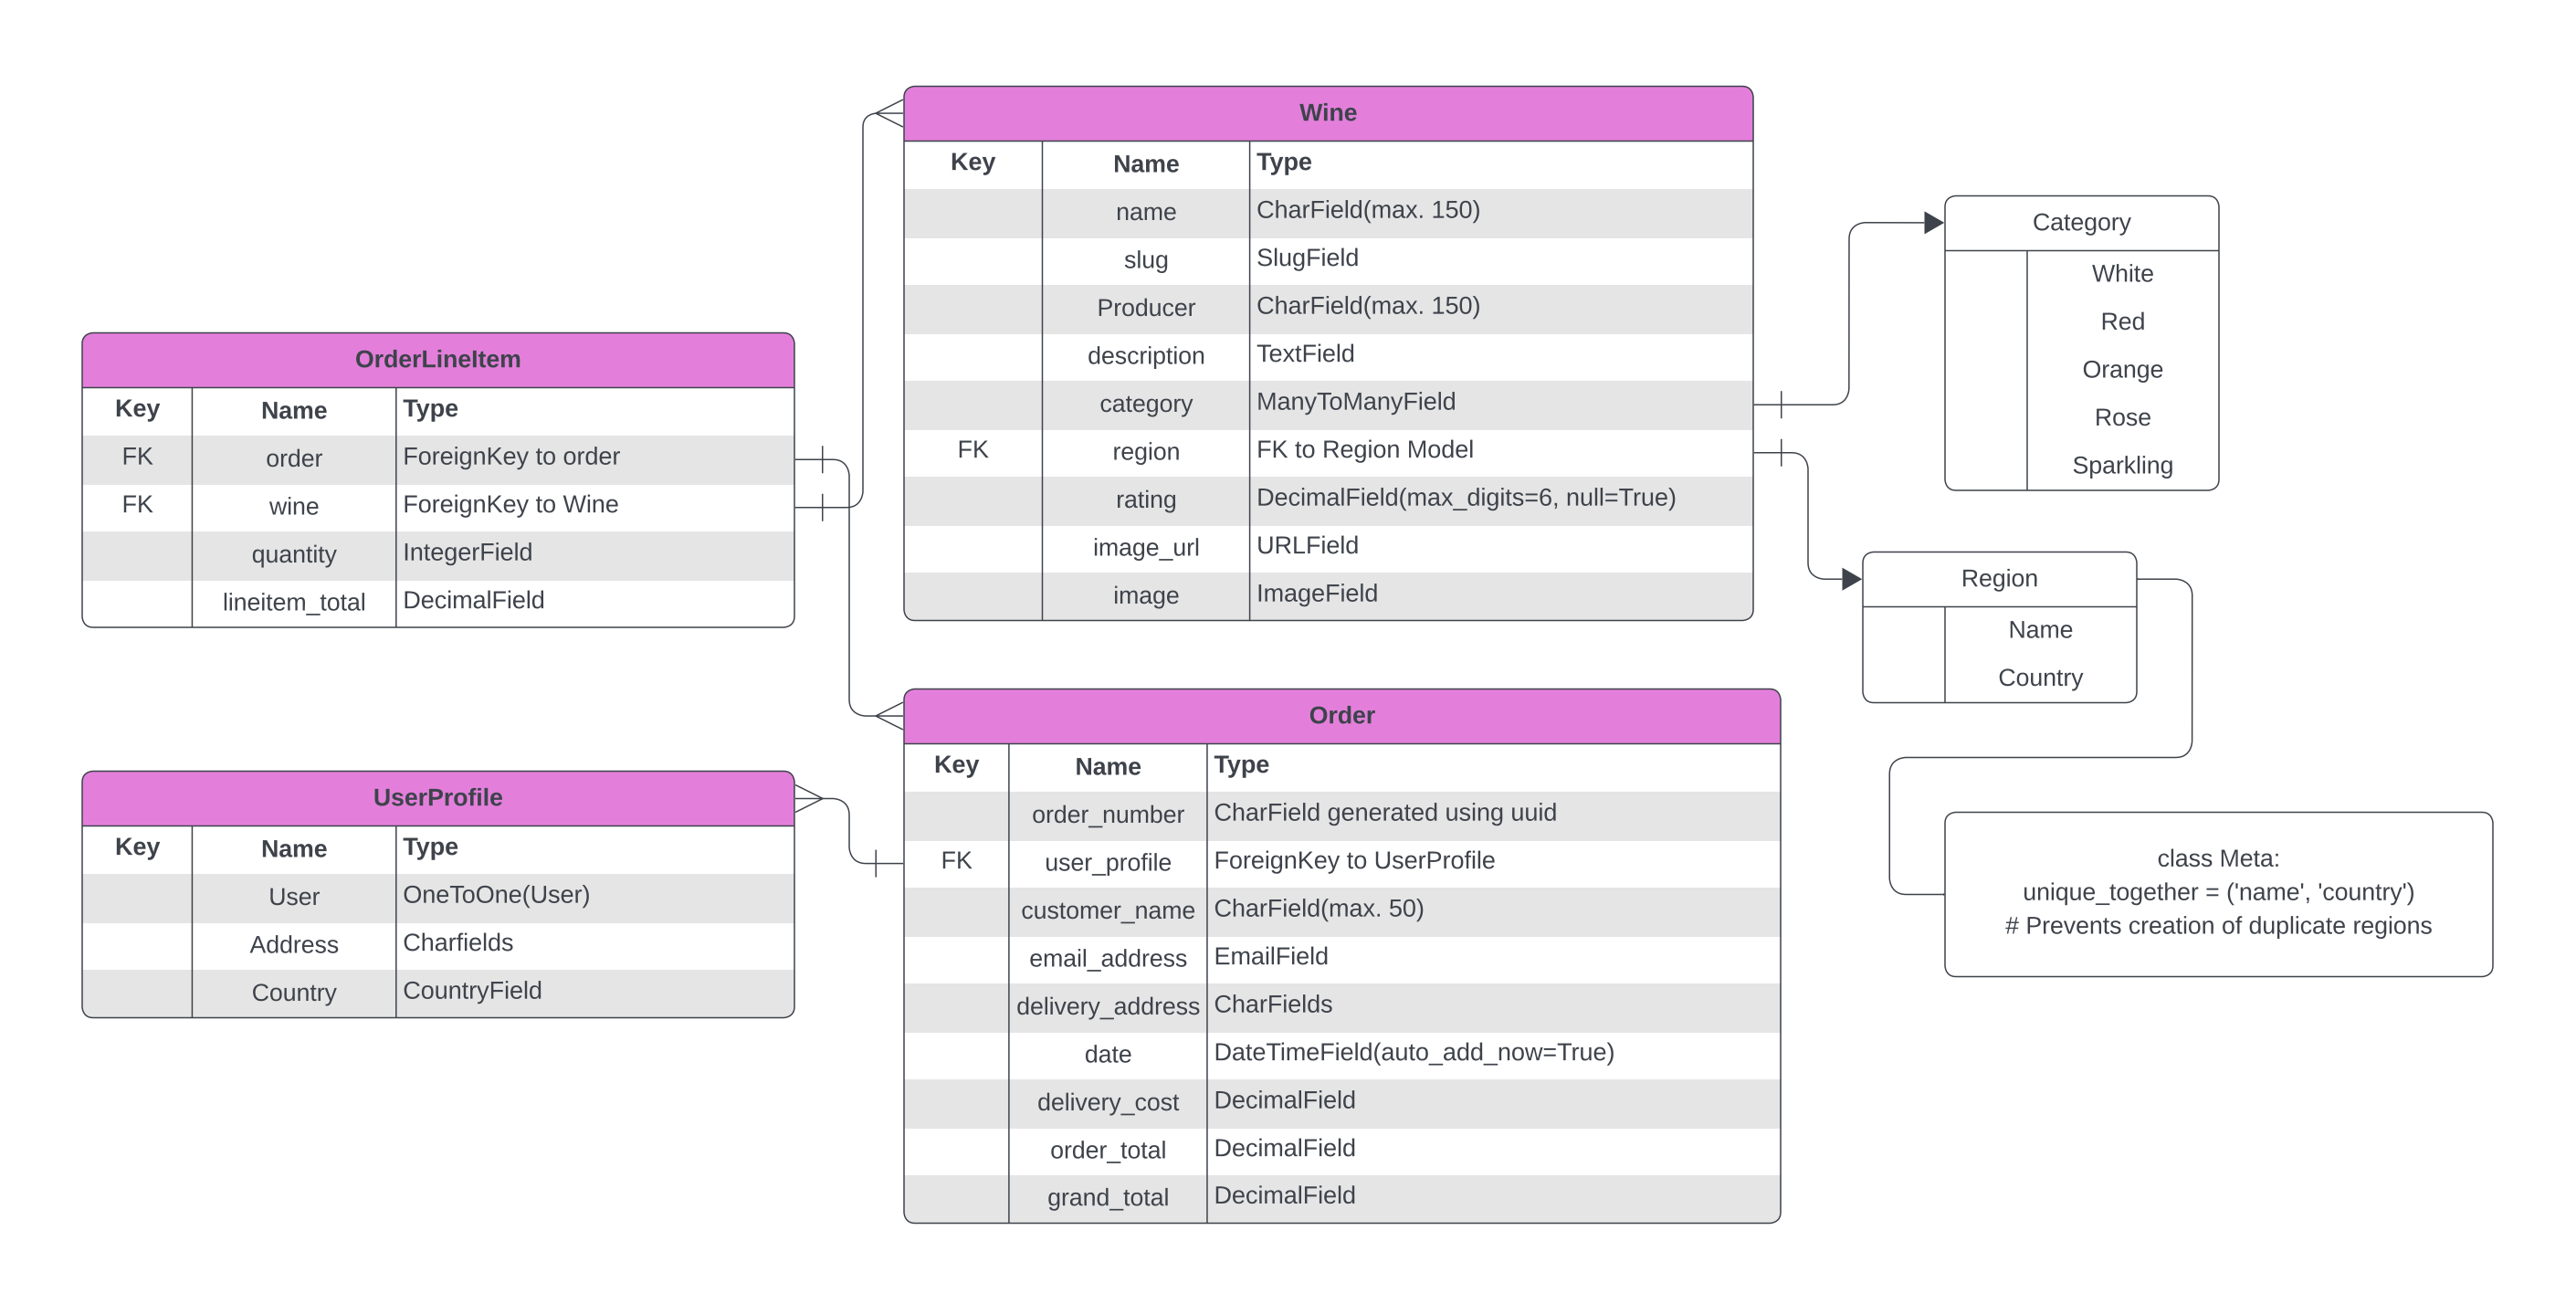 Wine
Key Name Type
name CharField(max. 150)
slug SlugField
Producer CharField(max. 150)
description TextField
category ManyToManyField
FK region FK to Region Model
rating DecimalField(max_digits=6, null=True)
image_url URLField
image ImageField
Category
White
Red
Orange
Rose
Sparkling
OrderLineItem
Key Name Type
FK order ForeignKey to order
FK wine ForeignKey to Wine
quantity IntegerField
lineitem_total DecimalField
Region
Name
Country
Order
Key Name Type
order_number CharField generated using uuid
FK user_profile ForeignKey to UserProfile
customer_name CharField(max. 50)
email_address EmailField
delivery_address CharFields
date DateTimeField(auto_add_now=True)
delivery_cost DecimalField
order_total DecimalField
grand_total DecimalField
UserProfile
Key Name Type
User OneToOne(User)
Address Charfields
Country CountryField
class Meta:
unique_together = ('name', 'country')
# Prevents creation of duplicate regions